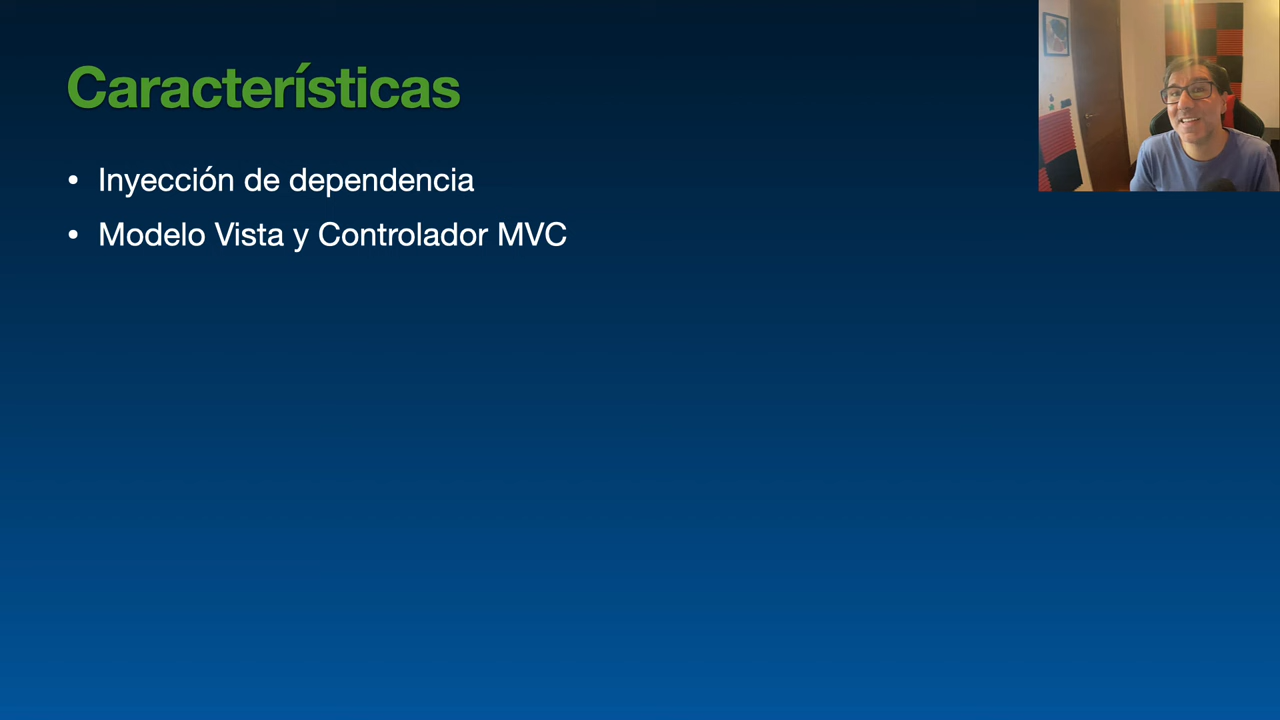 Características
• Inyección de dependencia
• Modelo Vista y Controlador MVC